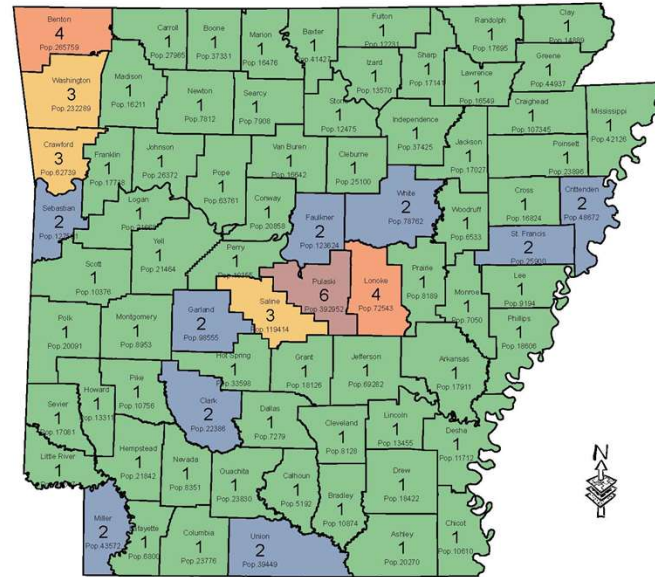 Benton
4
Pop.265759
Carroll
1
Pop.27965
Boone
1
Pop.37331
Marion
1
Pop.16476
Baxter
1
Pop.41427
Fulton
1
Pop.12231
Randolph
1
Pop.17695
Clay
1
Washington
3
Pop.232289
Madison
1
Pop.16211
Newton
1
Pop.7812
Searcy
1
Pop.7908
1
Pop.12475
Izard
1
Pop.13570
Sharp
1
Pop.17141
Lawrence
1
Pop.16549
Greene
1
Pop.44937
Craighead
1
Pop.107345
Mississippi
1
Pop.42126
Crawford
3
Pop.62739
Franklin
1
Johnson
1
Pop.26372
Pope
1
Pop.63761
Van Buren
1
Cleburne
1
Pop.25100
Independence
1
Pop.37425
Jackson
1
Pop.17027
Poinsett
1
Sebastian
2
Logan
1
Conway
1
Pop.20858
Faulkner
2
White
2
Pop.78762
Woodruff
1
Pop.6533
Cross
1
Pop.16824
Crittenden
2
Pop.48672
St. Francis
2
Scott
1
Pop.10376
Yell
1
Pop.21464
Perry
1
Saline
3
Pop.119414
Pulaski
6
Pop.392952
Lonoke
4
Pop.72543
Prairie
1
Pop.8189
Monroe
1
Pop.7050
Lee
1
Pop.9194
Phillips
1
Pop.18606
Polk
1
Pop.20091
Montgomery
1
Pop.8953
Garland
2
Pop.98555
Hot Spring
1
Pop.33598
Grant
1
Pop.18126
Jefferson
1
Pop.69282
Arkansas
1
Pop.17911
Sevier
1
Howard
1
Pike
1
Pop.10756
Clark
2
Pop.22386
Dallas
1
Pop.7279
Cleveland
1
Pop.8128
Lincoln
1
Pop.13455
Desha
1
Pop.11712
Little River
1
Hempstead
1
Pop.21842
Nevada
1
Pop.8351
Ouachita
1
Pop.23830
Calhoun
1
Pop.5192
Bradley
1
Pop.10874
Drew
1
Miller
2
Pop.43572
1
Columbia
1
Pop.23776
Union
2
Pop.39449
Ashley
1
Pop.20270
Chicot
1
Pop.10610
N